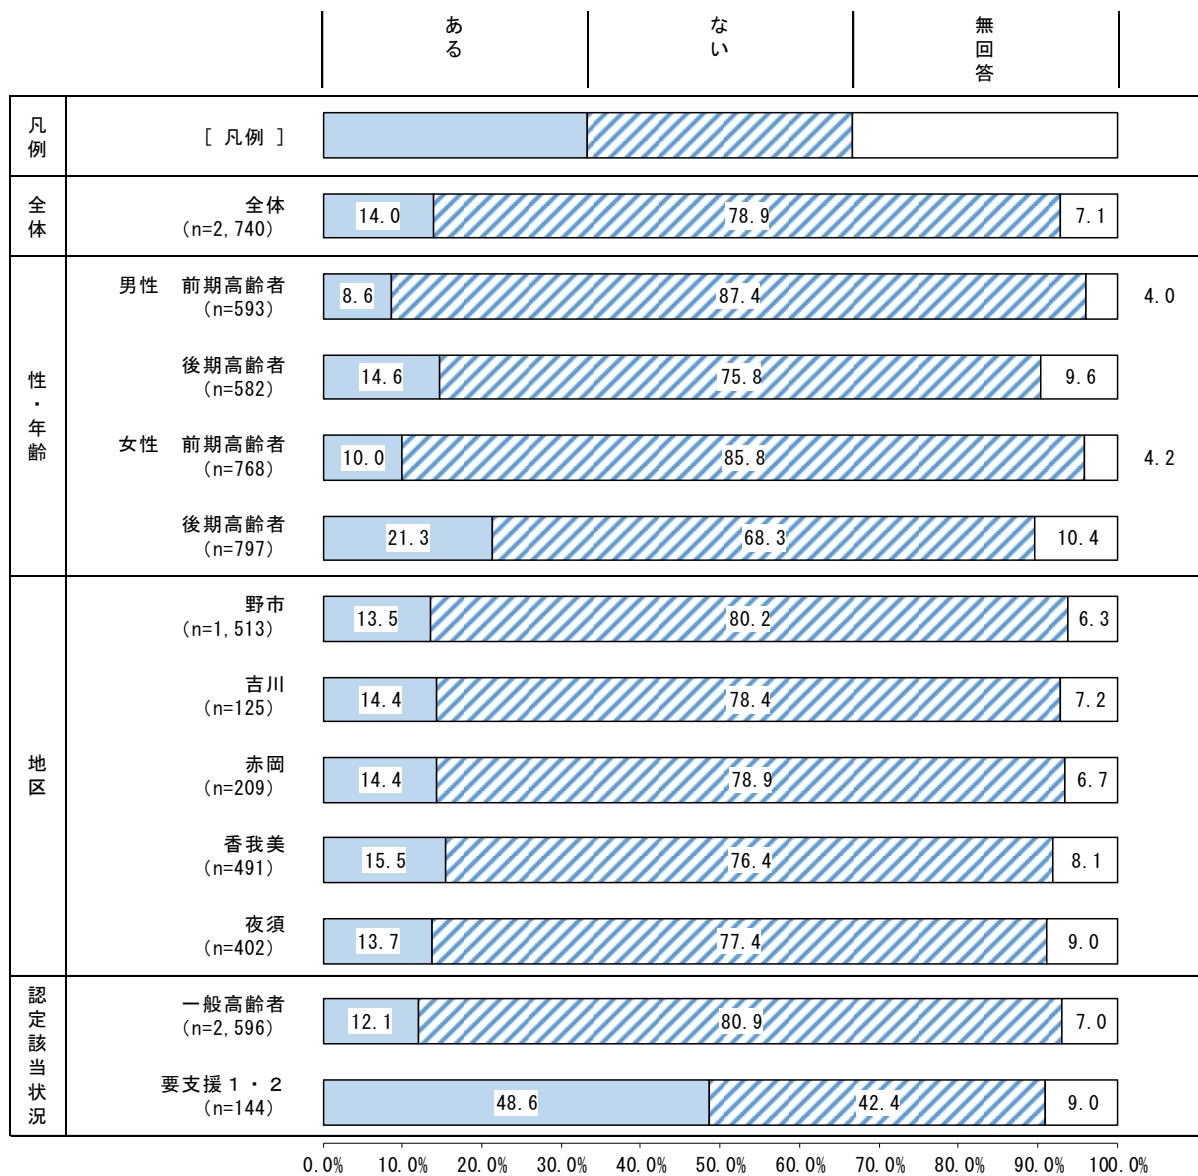 ある
ない
無回答
凡例
[ 凡例 ]
全体
全体
(n=2,740)
14.0
78.9
7.1
性・年齢
男性　前期高齢者
(n=593)
8.6
87.4
4.0
後期高齢者
(n=582)
14.6
75.8
9.6
女性　前期高齢者
(n=768)
10.0
85.8
4.2
後期高齢者
(n=797)
21.3
68.3
10.4
地区
野市
(n=1,513)
13.5
80.2
6.3
吉川
(n=125)
14.4
78.4
7.2
赤岡
(n=209)
14.4
78.9
6.7
香我美
(n=491)
15.5
76.4
8.1
夜須
(n=402)
13.7
77.4
9.0
認定該当状況
一般高齢者
(n=2,596)
12.1
80.9
7.0
要支援１・２
(n=144)
48.6
42.4
9.0
0.0% 10.0% 20.0% 30.0% 40.0% 50.0% 60.0% 70.0% 80.0% 90.0% 100.0%